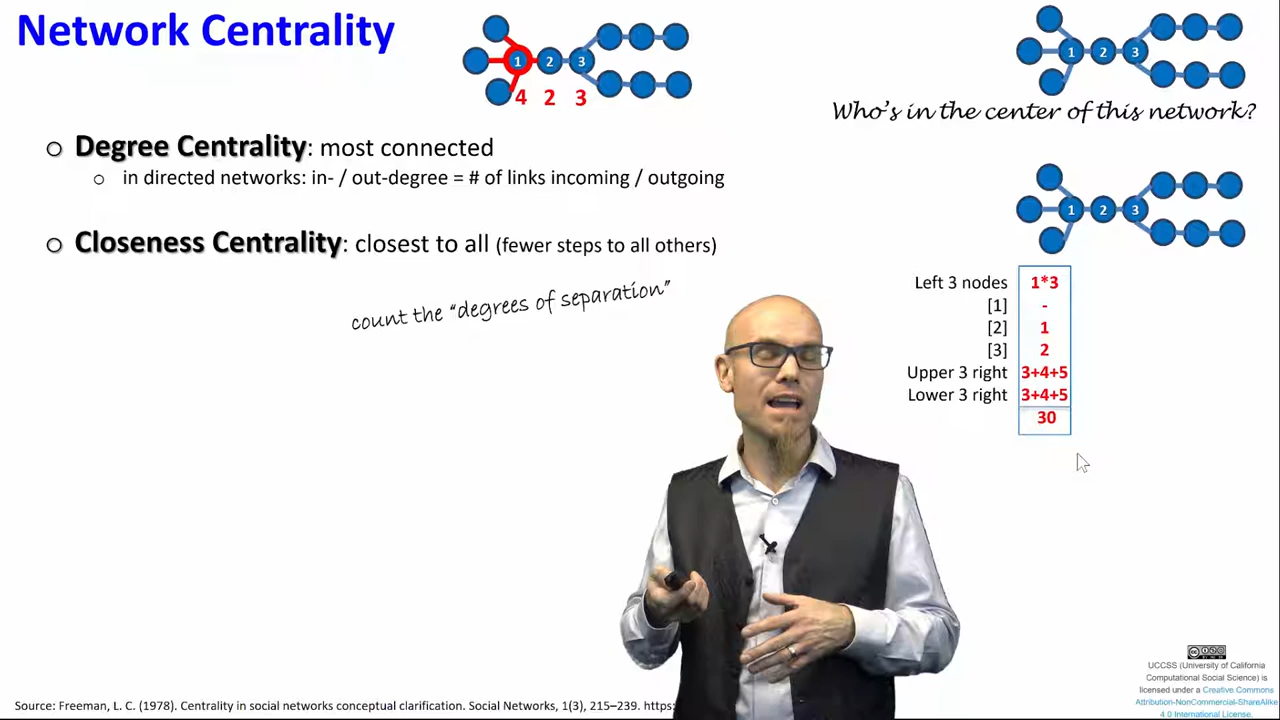 Network Centrality
1 2 3
4 2 3
1 2 3
Who's in the center of this network?
o Degree Centrality: most connected
o in directed networks: in- / out-degree = # of links incoming / outgoing
1 2 3
o Closeness Centrality: closest to all (fewer steps to all others)
count the "degrees of separation"
Left 3 nodes 1*3
[1] -
[2] 1
[3] 2
Upper 3 right 3+4+5
Lower 3 right 3+4+5
30
UCCSS (University of California
Computational Social Science) is
licensed under a Creative Commons
Attribution-NonCommercial-ShareAlike
4.0 International License.
Source: Freeman, L. C. (1978). Centrality in social networks conceptual clarification. Social Networks, 1(3), 215–239. https: